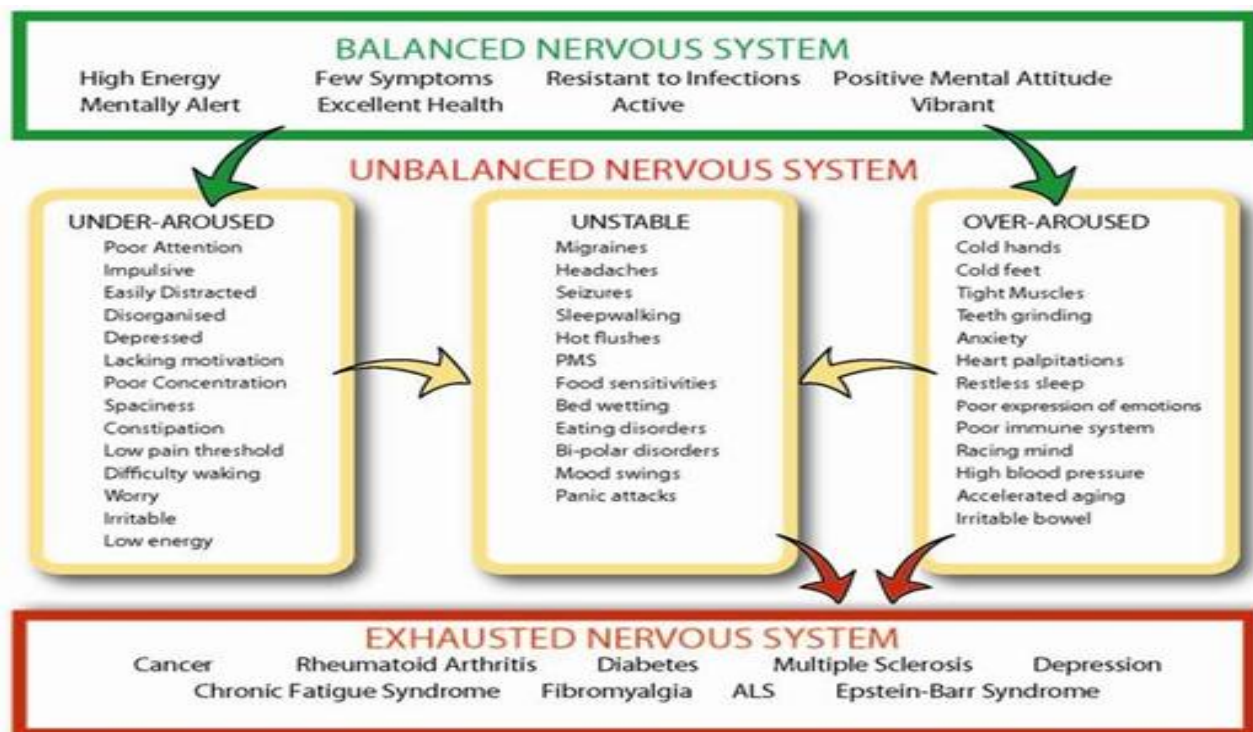 BALANCED NERVOUS SYSTEM
High Energy Few Symptoms Resistant to Infections Positive Mental Attitude
Mentally Alert Excellent Health Active Vibrant
UNBALANCED NERVOUS SYSTEM
UNDER-AROUSED
Poor Attention
Impulsive
Easily Distracted
Disorganised
Depressed
Lacking motivation
Poor Concentration
Spaciness
Constipation
Low pain threshold
Difficulty waking
Worry
Irritable
Low energy
UNSTABLE
Migraines
Headaches
Seizures
Sleepwalking
Hot flushes
PMS
Food sensitivities
Bed wetting
Eating disorders
Bi-polar disorders
Mood swings
Panic attacks
OVER-AROUSED
Cold hands
Cold feet
Tight Muscles
Teeth grinding
Anxiety
Heart palpitations
Restless sleep
Poor expression of emotions
Poor immune system
Racing mind
High blood pressure
Accelerated aging
Irritable bowel
EXHAUSTED NERVOUS SYSTEM
Cancer Rheumatoid Arthritis Diabetes Multiple Sclerosis Depression
Chronic Fatigue Syndrome Fibromyalgia ALS Epstein-Barr Syndrome